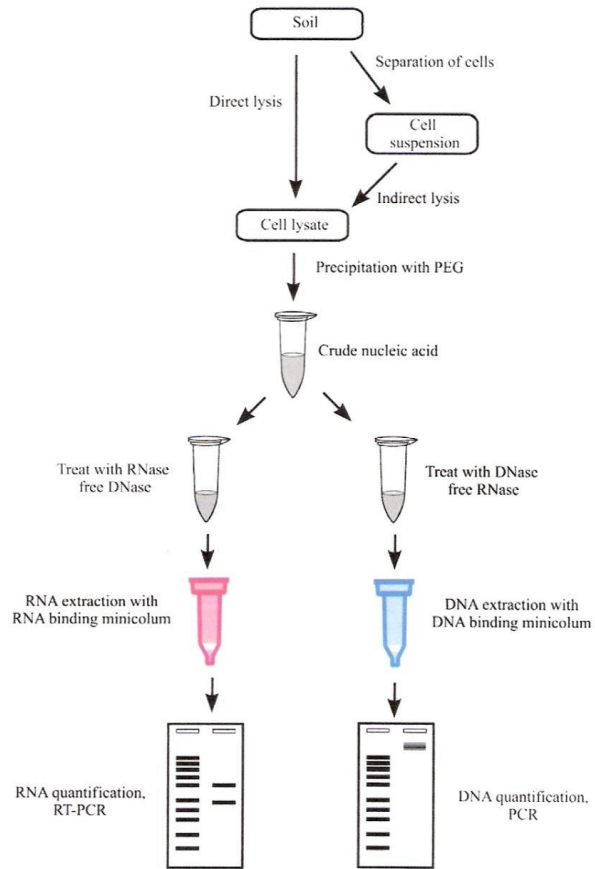 Soil
Separation of cells
Direct lysis
Cell
suspension
Indirect lysis
Cell lysate
Precipitation with PEG
Crude nucleic acid
Treat with RNase
free DNase
Treat with DNase
free RNase
RNA extraction with
RNA binding minicolum
DNA extraction with
DNA binding minicolum
RNA quantification,
RT-PCR
DNA quantification,
PCR